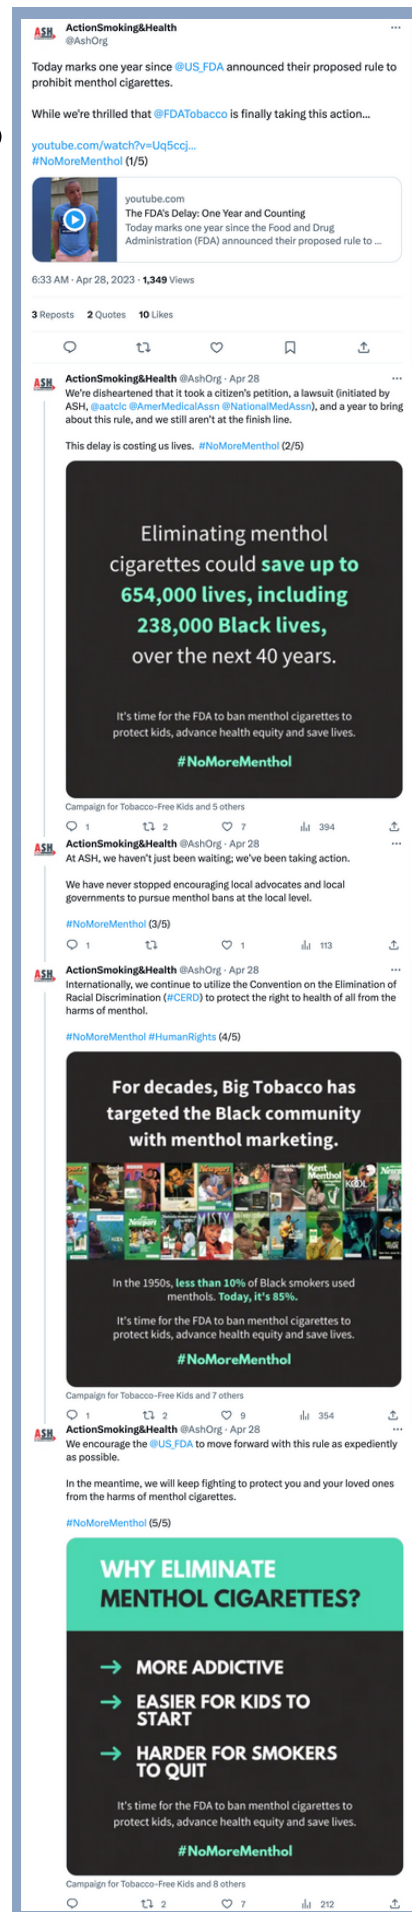 ActionSmoking&Health
@AshOrg
Today marks one year since @US_FDA announced their proposed rule to
prohibit menthol cigarettes.
While we're thrilled that @FDATobacco is finally taking this action...
youtube.com/watch?v=Uq5ccj...
#NoMoreMenthol (1/5)
youtube.com
The FDA's Delay: One Year and Counting
Today marks one year since the Food and Drug
Administration (FDA) announced their proposed rule to ...
6:33 AM · Apr 28, 2023 · 1,349 Views
3 Reposts 2 Quotes 10 Likes
ActionSmoking&Health @AshOrg · Apr 28
We're disheartened that it took a citizen's petition, a lawsuit (initiated by
ASH, @aatclc @AmerMedicalAssn @NationalMedAssn), and a year to bring
about this rule, and we still aren't at the finish line.
This delay is costing us lives. #NoMoreMenthol (2/5)
Eliminating menthol
cigarettes could save up to
654,000 lives, including
238,000 Black lives,
over the next 40 years.
It's time for the FDA to ban menthol cigarettes to
protect kids, advance health equity and save lives.
#NoMoreMenthol
Campaign for Tobacco-Free Kids and 5 others
1 2 7 394
ActionSmoking&Health @AshOrg · Apr 28
At ASH, we haven't just been waiting; we've been taking action.
We have never stopped encouraging local advocates and local
governments to pursue menthol bans at the local level.
#NoMoreMenthol (3/5)
1 1 113
ActionSmoking&Health @AshOrg · Apr 28
Internationally, we continue to utilize the Convention on the Elimination of
Racial Discrimination (#CERD) to protect the right to health of all from the
harms of menthol.
#NoMoreMenthol #HumanRights (4/5)
For decades, Big Tobacco has
targeted the Black community
with menthol marketing.
Newport Kent
Menthol KOOL
Newport MISTY
In the 1950s, less than 10% of Black smokers used
menthols. Today, it's 85%.
It's time for the FDA to ban menthol cigarettes to
protect kids, advance health equity and save lives.
#NoMoreMenthol
Campaign for Tobacco-Free Kids and 7 others
1 2 9 354
ActionSmoking&Health @AshOrg · Apr 28
We encourage the @US_FDA to move forward with this rule as expediently
as possible.
In the meantime, we will keep fighting to protect you and your loved ones
from the harms of menthol cigarettes.
#NoMoreMenthol (5/5)
WHY ELIMINATE
MENTHOL CIGARETTES?
MORE ADDICTIVE
EASIER FOR KIDS TO
START
HARDER FOR SMOKERS
TO QUIT
It's time for the FDA to ban menthol cigarettes to
protect kids, advance health equity and save lives.
#NoMoreMenthol
Campaign for Tobacco-Free Kids and 8 others
2 7 212